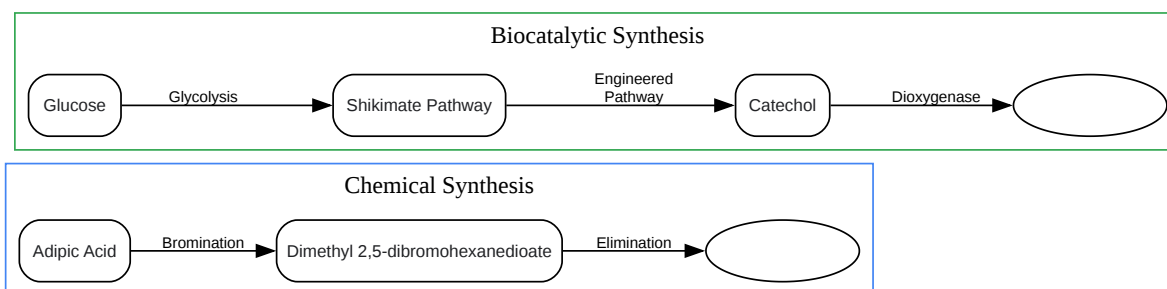 Biocatalytic Synthesis
Glucose
Glycolysis
Shikimate Pathway
Engineered
Pathway
Catechol
Dioxygenase
Chemical Synthesis
Adipic Acid
Bromination
Dimethyl 2,5-dibromohexanedioate
Elimination